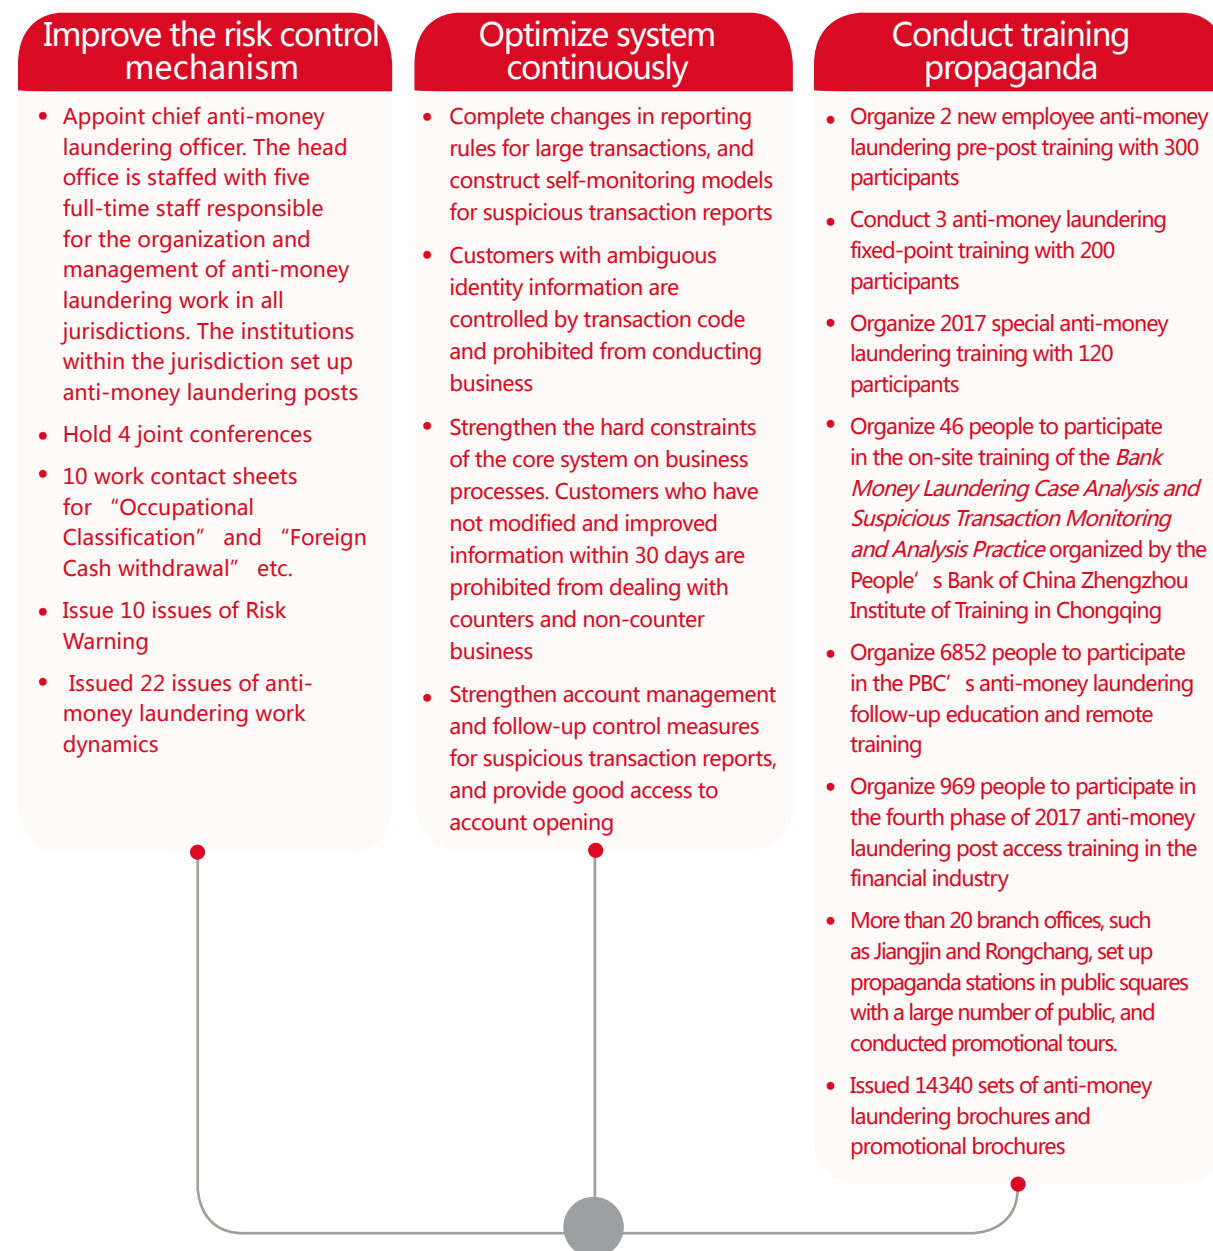 Improve the risk control
mechanism
• Appoint chief anti-money
laundering officer. The head
office is staffed with five
full-time staff responsible
for the organization and
management of anti-money
laundering work in all
jurisdictions. The institutions
within the jurisdiction set up
anti-money laundering posts
• Hold 4 joint conferences
• 10 work contact sheets
for “Occupational
Classification” and “Foreign
Cash withdrawal” etc.
• Issue 10 issues of Risk
Warning
• Issued 22 issues of anti-
money laundering work
dynamics
Optimize system
continuously
• Complete changes in reporting
rules for large transactions, and
construct self-monitoring models
for suspicious transaction reports
• Customers with ambiguous
identity information are
controlled by transaction code
and prohibited from conducting
business
• Strengthen the hard constraints
of the core system on business
processes. Customers who have
not modified and improved
information within 30 days are
prohibited from dealing with
counters and non-counter
business
• Strengthen account management
and follow-up control measures
for suspicious transaction reports,
and provide good access to
account opening
Conduct training
propaganda
• Organize 2 new employee anti-money
laundering pre-post training with 300
participants
• Conduct 3 anti-money laundering
fixed-point training with 200
participants
• Organize 2017 special anti-money
laundering training with 120
participants
• Organize 46 people to participate
in the on-site training of the Bank
Money Laundering Case Analysis and
Suspicious Transaction Monitoring
and Analysis Practice organized by the
People’ s Bank of China Zhengzhou
Institute of Training in Chongqing
• Organize 6852 people to participate
in the PBC’ s anti-money laundering
follow-up education and remote
training
• Organize 969 people to participate in
the fourth phase of 2017 anti-money
laundering post access training in the
financial industry
• More than 20 branch offices, such
as Jiangjin and Rongchang, set up
propaganda stations in public squares
with a large number of public, and
conducted promotional tours.
• Issued 14340 sets of anti-money
laundering brochures and
promotional brochures